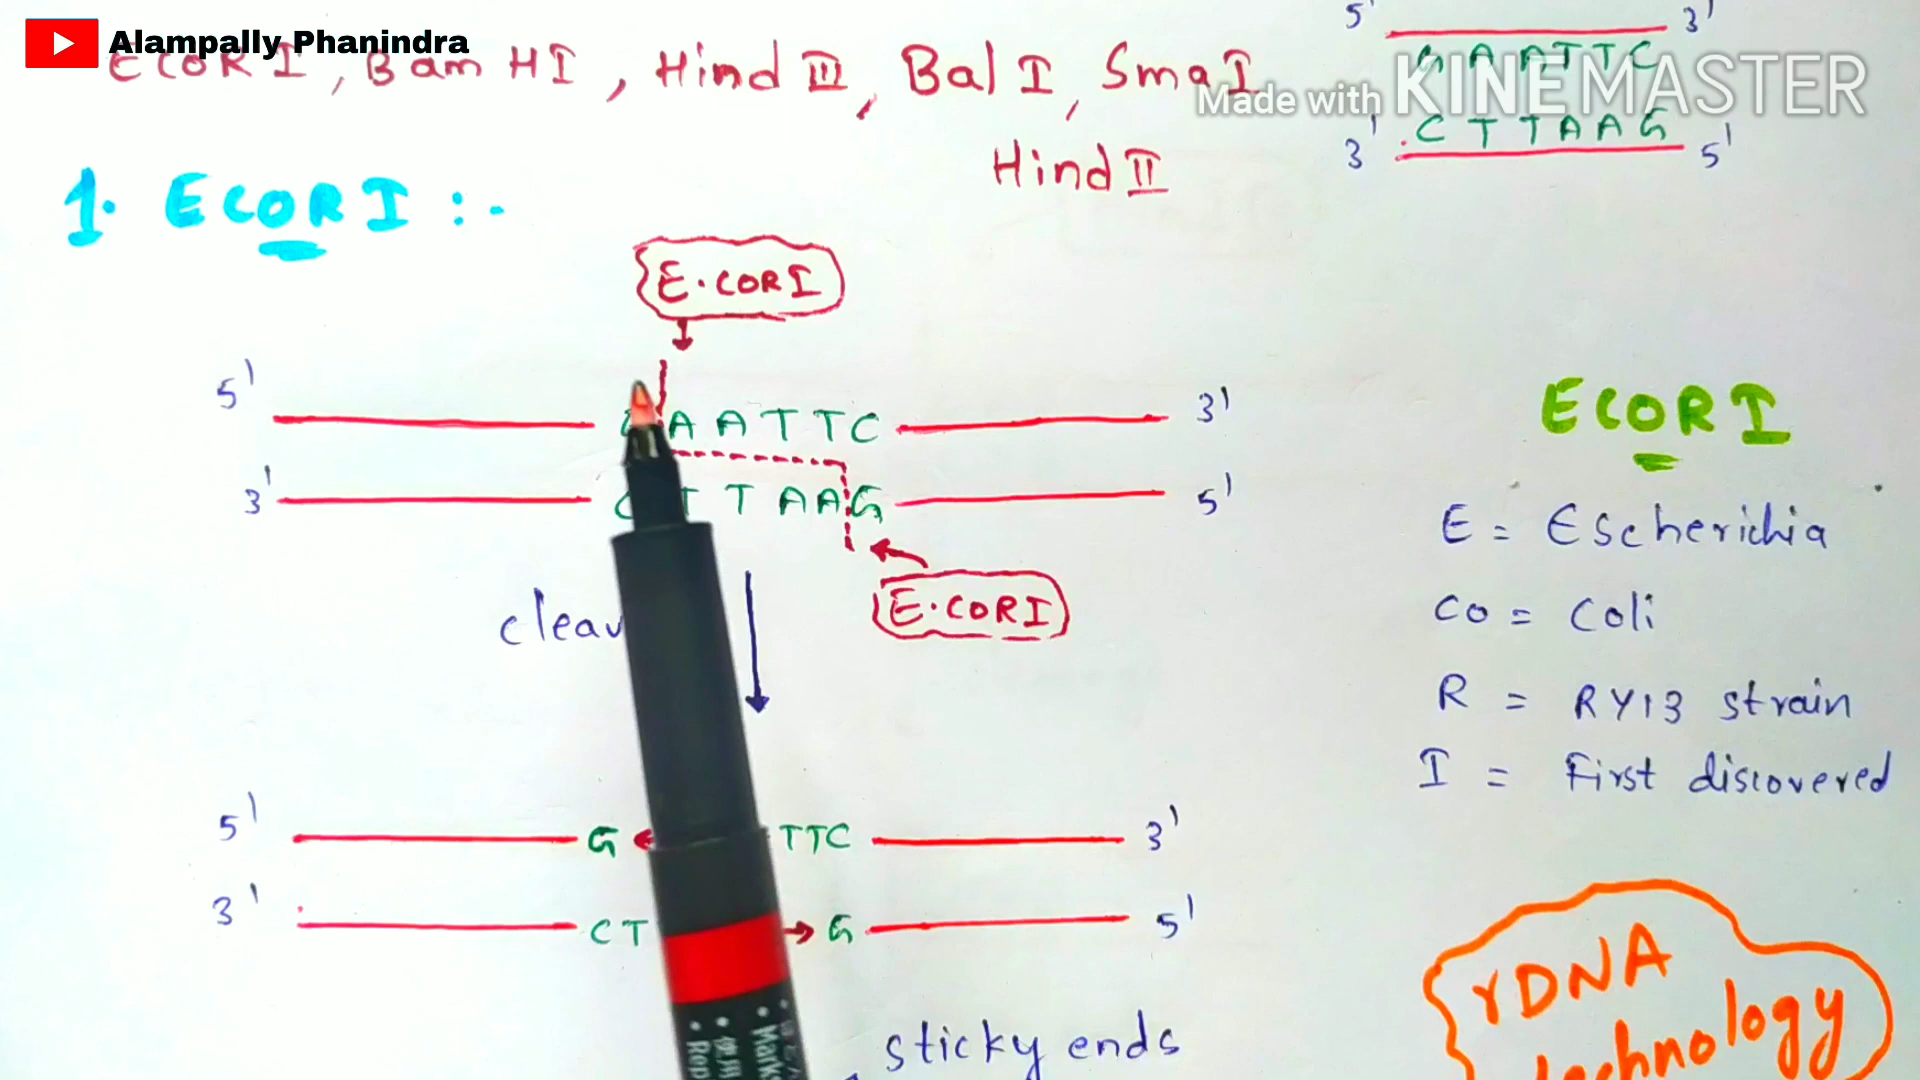 Alampally Phanindra
ECORI, Bam HI, Hind III, Bal I, Sma I
Hind II
Made with KINEMASTER
5' 3'
GAATTC
CTTAAG
3' 5'
1. ECORI :-
E.CORI
5' AATTC 3'
3' T TAAG 5'
E.CORI
5' G TTC 3'
3' CT G 5'
sticky ends
ECORI
E = Escherichia
CO = Coli
R = RY13 strain
I = First discovered
rDNA